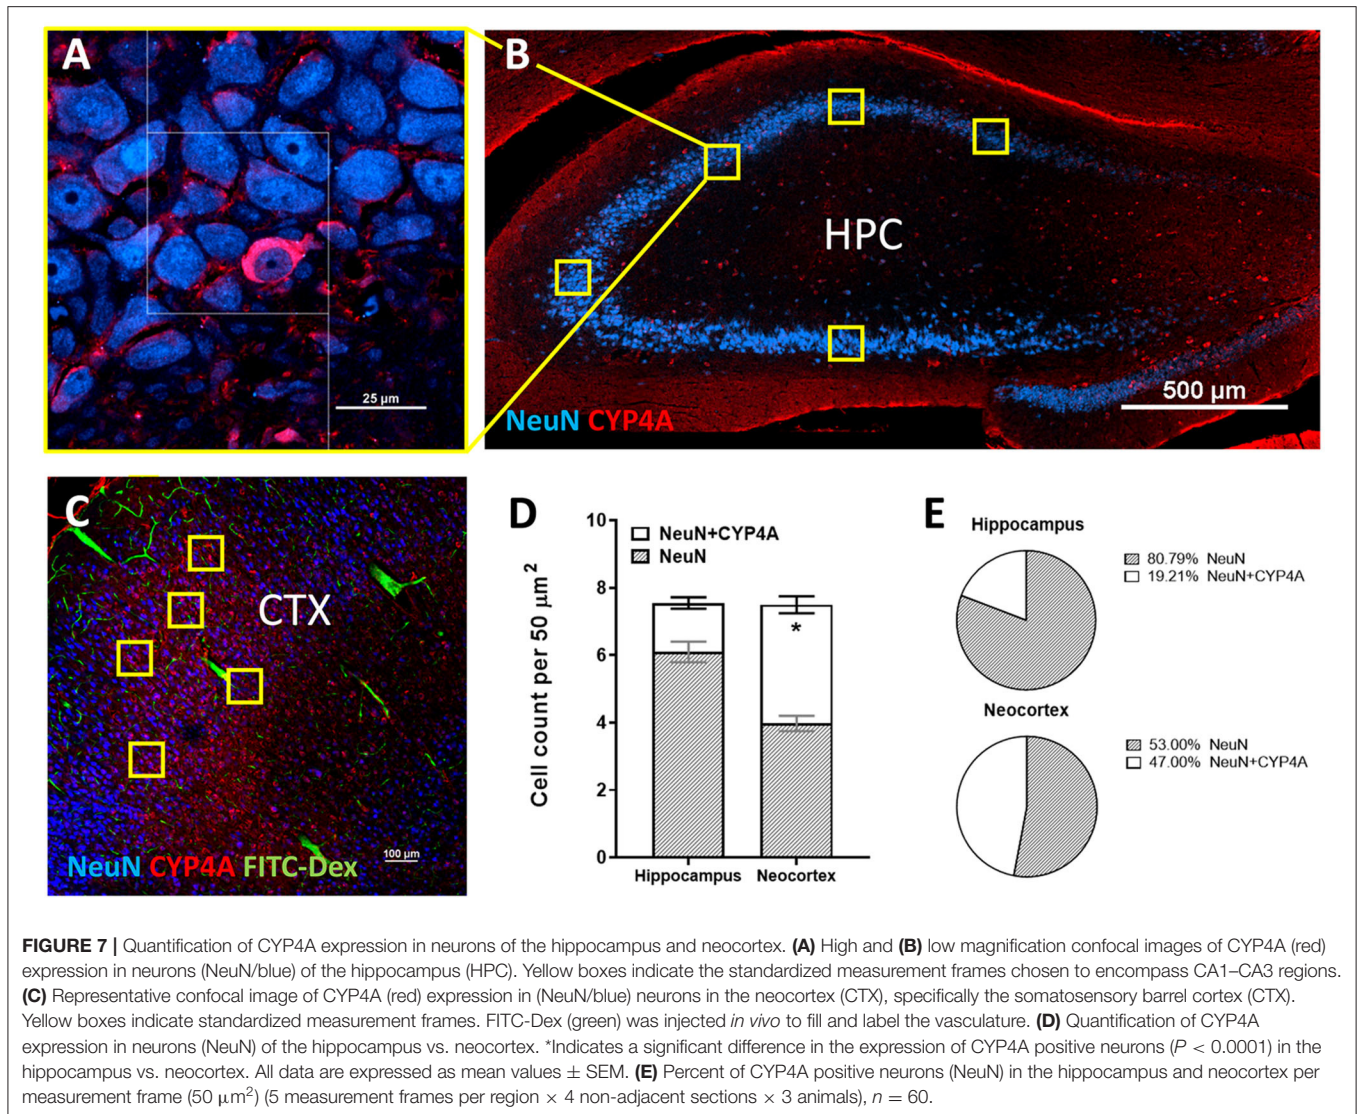 A
25 µm
B
HPC
500 µm
NeuN CYP4A
C
CTX
NeuN CYP4A FITC-Dex
100 µm
D
10
8
6
4
2
0
Cell count per 50 µm²
NeuN+CYP4A
NeuN
*
Hippocampus Neocortex
E
Hippocampus
80.79% NeuN
19.21% NeuN+CYP4A
Neocortex
53.00% NeuN
47.00% NeuN+CYP4A
FIGURE 7 | Quantification of CYP4A expression in neurons of the hippocampus and neocortex. (A) High and (B) low magnification confocal images of CYP4A (red)
expression in neurons (NeuN/blue) of the hippocampus (HPC). Yellow boxes indicate the standardized measurement frames chosen to encompass CA1–CA3 regions.
(C) Representative confocal image of CYP4A (red) expression in (NeuN/blue) neurons in the neocortex (CTX), specifically the somatosensory barrel cortex (CTX).
Yellow boxes indicate standardized measurement frames. FITC-Dex (green) was injected in vivo to fill and label the vasculature. (D) Quantification of CYP4A
expression in neurons (NeuN) of the hippocampus vs. neocortex. *Indicates a significant difference in the expression of CYP4A positive neurons (P < 0.0001) in the
hippocampus vs. neocortex. All data are expressed as mean values ± SEM. (E) Percent of CYP4A positive neurons (NeuN) in the hippocampus and neocortex per
measurement frame (50 µm²) (5 measurement frames per region × 4 non-adjacent sections × 3 animals), n = 60.